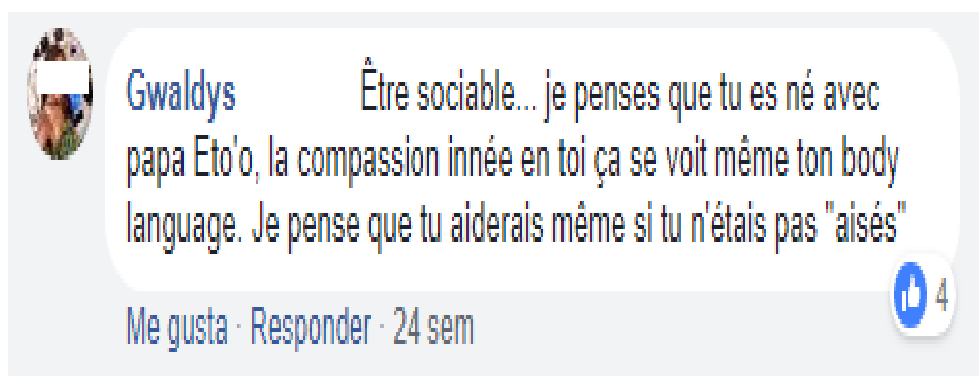 Gwaldys Être sociable... je penses que tu es né avec
papa Eto'o, la compassion innée en toi ça se voit même ton body
language. Je pense que tu aiderais même si tu n'étais pas "aisés"
4
Me gusta · Responder · 24 sem